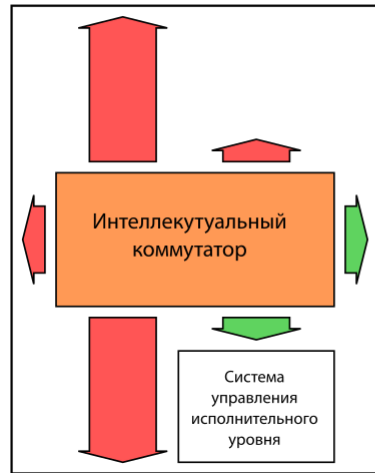 Интеллекутуальный
коммутатор
Система
управления
исполнительного
уровня